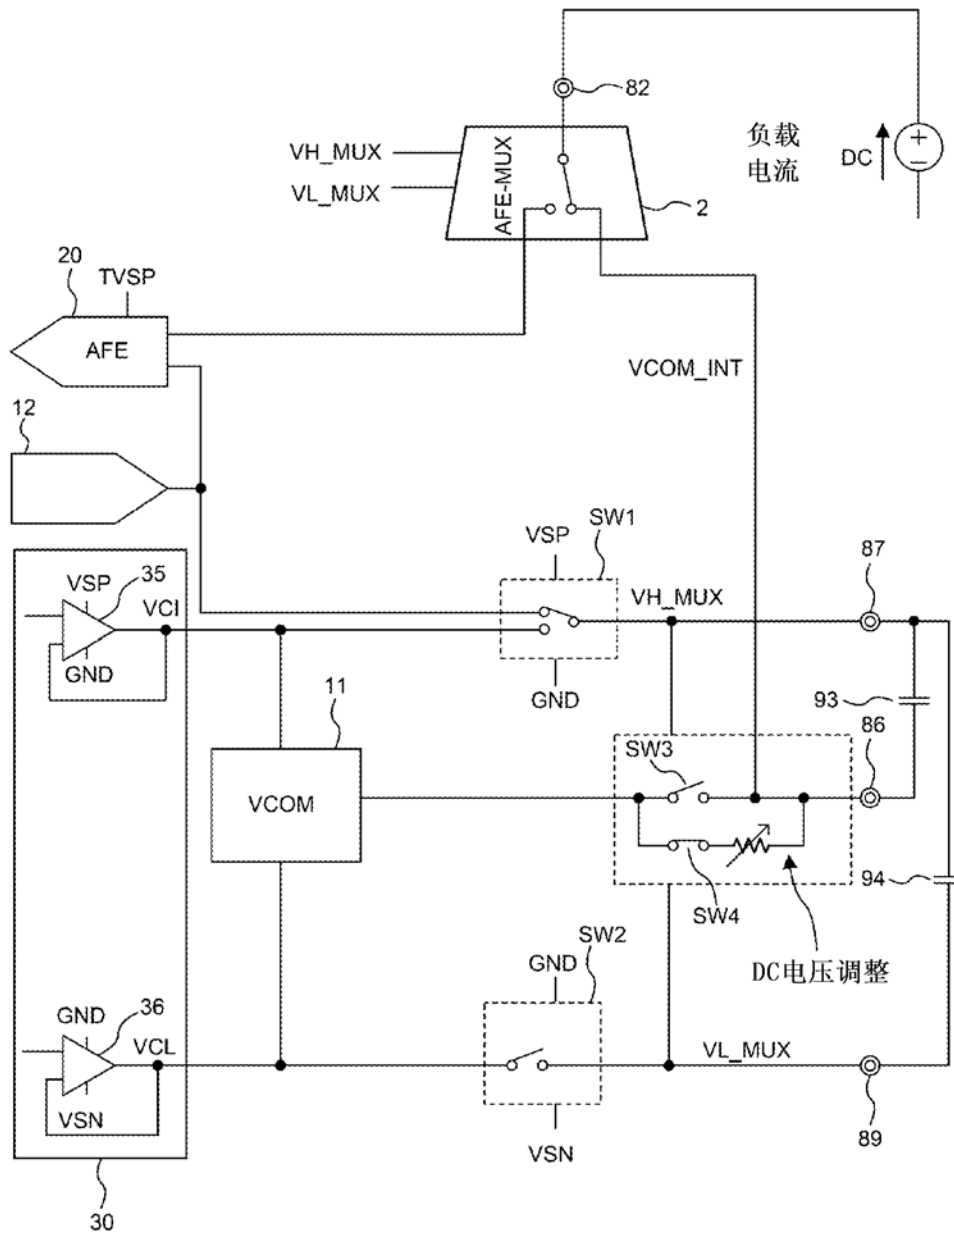 82
负载
电流
DC
+
−
VH_MUX
VL_MUX
AFE-MUX
2
20
TVSP
AFE
VCOM_INT
12
SW1
VSP
87
VSP
35
VCI
VH_MUX
GND
GND
11
93
86
SW3
VCOM
94
SW4
SW2
GND
DC电压调整
GND
36
VCL
VL_MUX
VSN
VSN
89
30